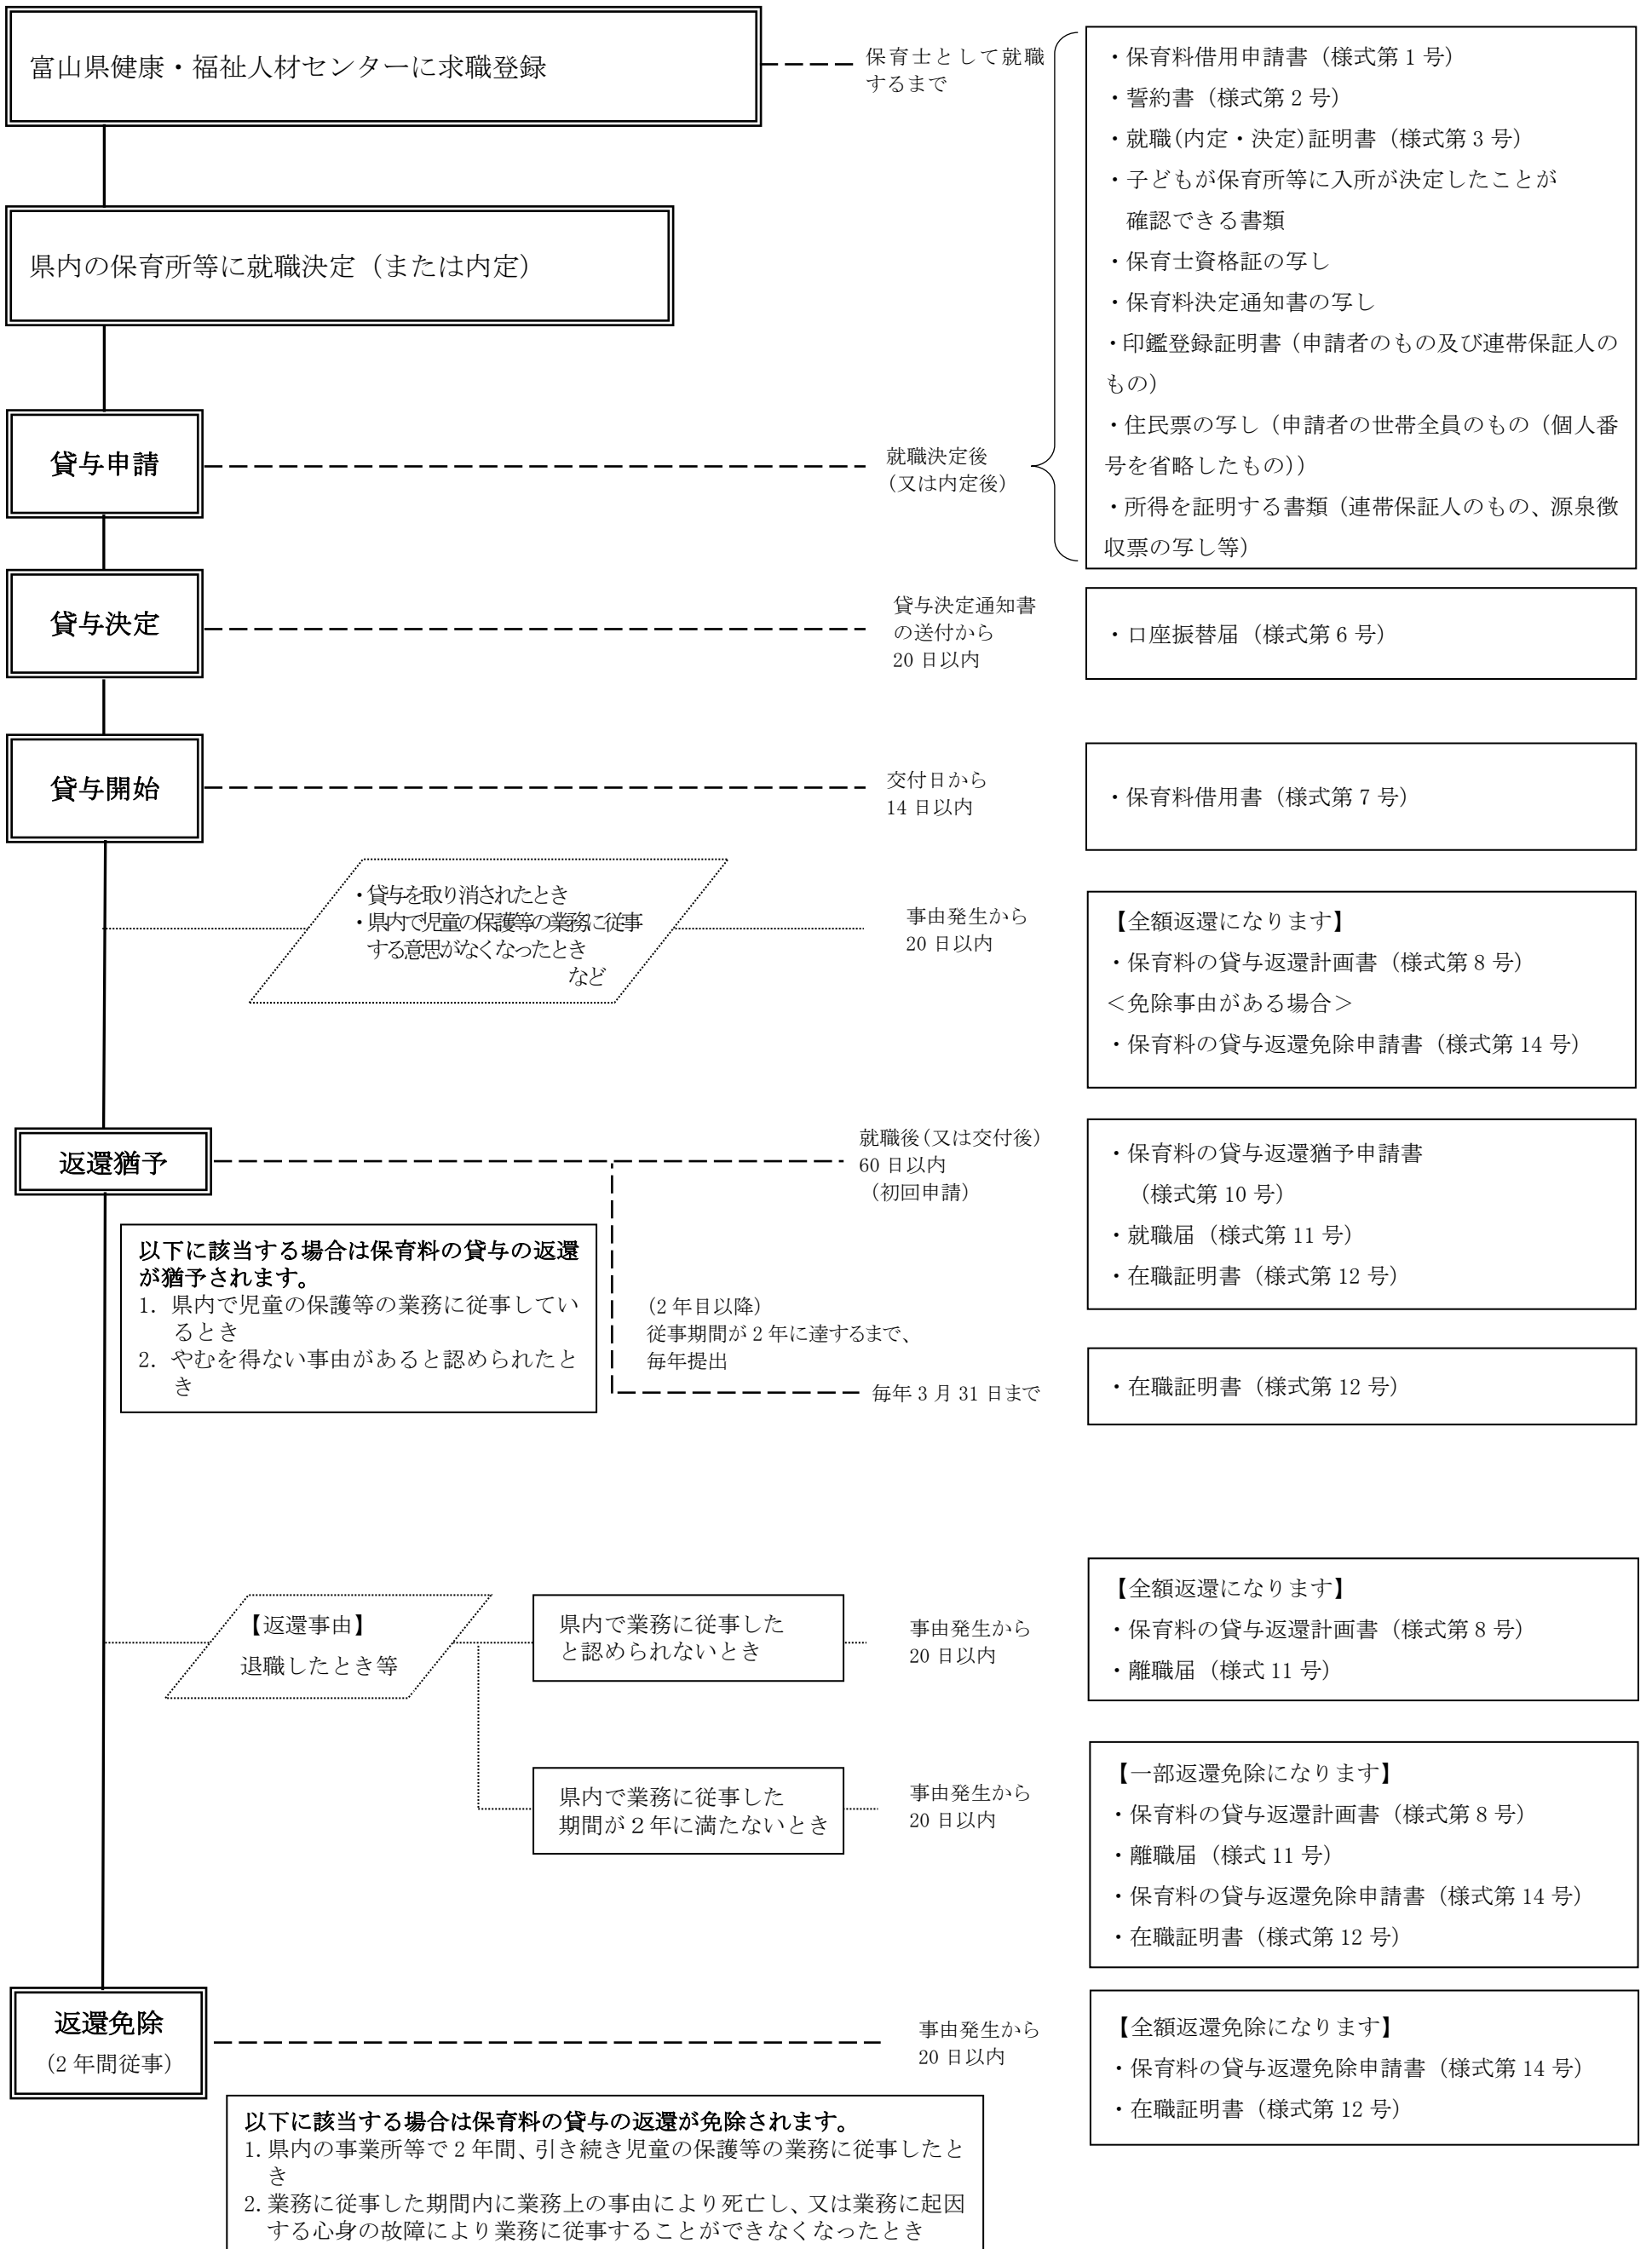 富山県健康・福祉人材センターに求職登録
保育士として就職
するまで
県内の保育所等に就職決定（または内定）
貸与申請
就職決定後
（又は内定後）
・保育料借用申請書（様式第１号）
・誓約書（様式第２号）
・就職(内定・決定)証明書（様式第３号）
・子どもが保育所等に入所が決定したことが
確認できる書類
・保育士資格証の写し
・保育料決定通知書の写し
・印鑑登録証明書（申請者のもの及び連帯保証人の
もの）
・住民票の写し（申請者の世帯全員のもの（個人番
号を省略したもの））
・所得を証明する書類（連帯保証人のもの、源泉徴
収票の写し等）
貸与決定
貸与決定通知書
の送付から
20 日以内
・口座振替届（様式第６号）
貸与開始
交付日から
14 日以内
・保育料借用書（様式第７号）
・貸与を取り消されたとき
・県内で児童の保護等の業務に従事
する意思がなくなったとき
など
事由発生から
20 日以内
【全額返還になります】
・保育料の貸与返還計画書（様式第８号）
＜免除事由がある場合＞
・保育料の貸与返還免除申請書（様式第 14 号）
返還猶予
就職後（又は交付後）
60 日以内
（初回申請）
・保育料の貸与返還猶予申請書
（様式第 10 号）
・就職届（様式第 11 号）
・在職証明書（様式第 12 号）
以下に該当する場合は保育料の貸与の返還
が猶予されます。
1. 県内で児童の保護等の業務に従事してい
るとき
2. やむを得ない事由があると認められたと
き
（2 年目以降）
従事期間が 2 年に達するまで、
毎年提出
毎年 3 月 31 日まで
・在職証明書（様式第 12 号）
【返還事由】
退職したとき等
県内で業務に従事した
と認められないとき
事由発生から
20 日以内
【全額返還になります】
・保育料の貸与返還計画書（様式第８号）
・離職届（様式 11 号）
県内で業務に従事した
期間が２年に満たないとき
事由発生から
20 日以内
【一部返還免除になります】
・保育料の貸与返還計画書（様式第８号）
・離職届（様式 11 号）
・保育料の貸与返還免除申請書（様式第 14 号）
・在職証明書（様式第 12 号）
返還免除
（2 年間従事）
事由発生から
20 日以内
【全額返還免除になります】
・保育料の貸与返還免除申請書（様式第 14 号）
・在職証明書（様式第 12 号）
以下に該当する場合は保育料の貸与の返還が免除されます。
1. 県内の事業所等で 2 年間、引き続き児童の保護等の業務に従事したと
き
2. 業務に従事した期間内に業務上の事由により死亡し、又は業務に起因
する心身の故障により業務に従事することができなくなったとき